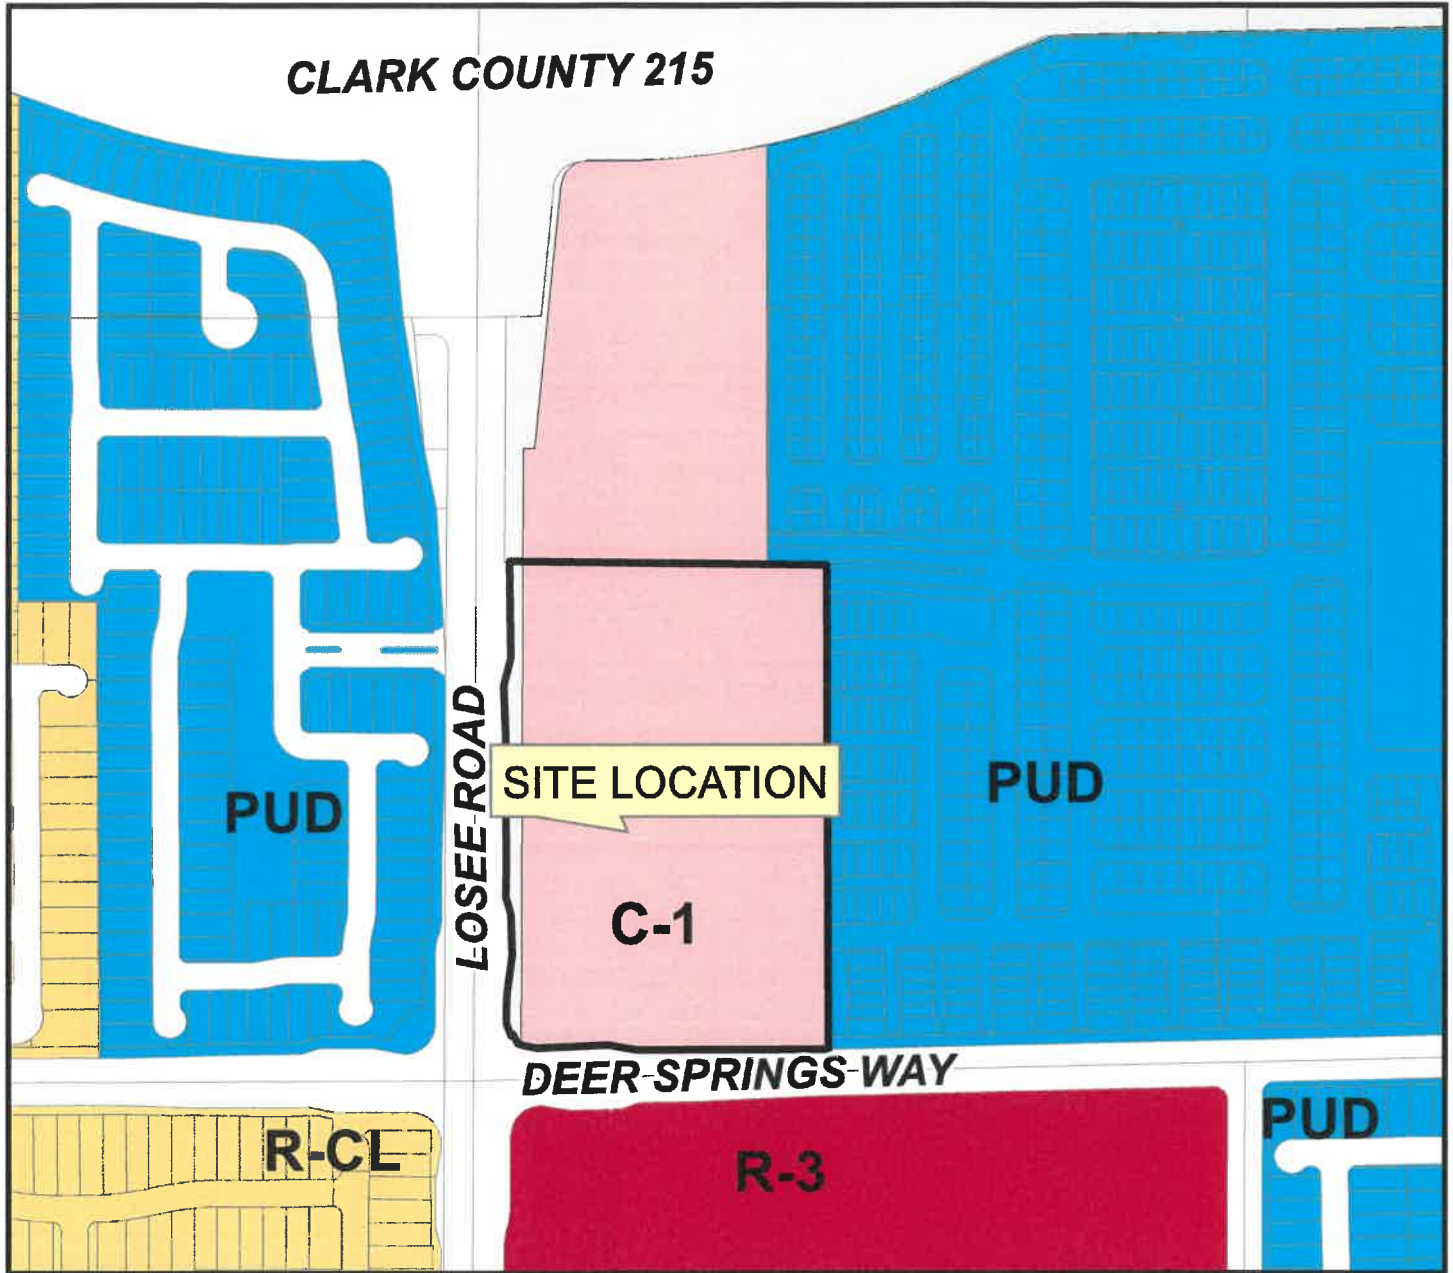 CLARK COUNTY 215
LOSEE ROAD
SITE LOCATION
PUD
PUD
C-1
DEER SPRINGS WAY
PUD
R-CL
R-3